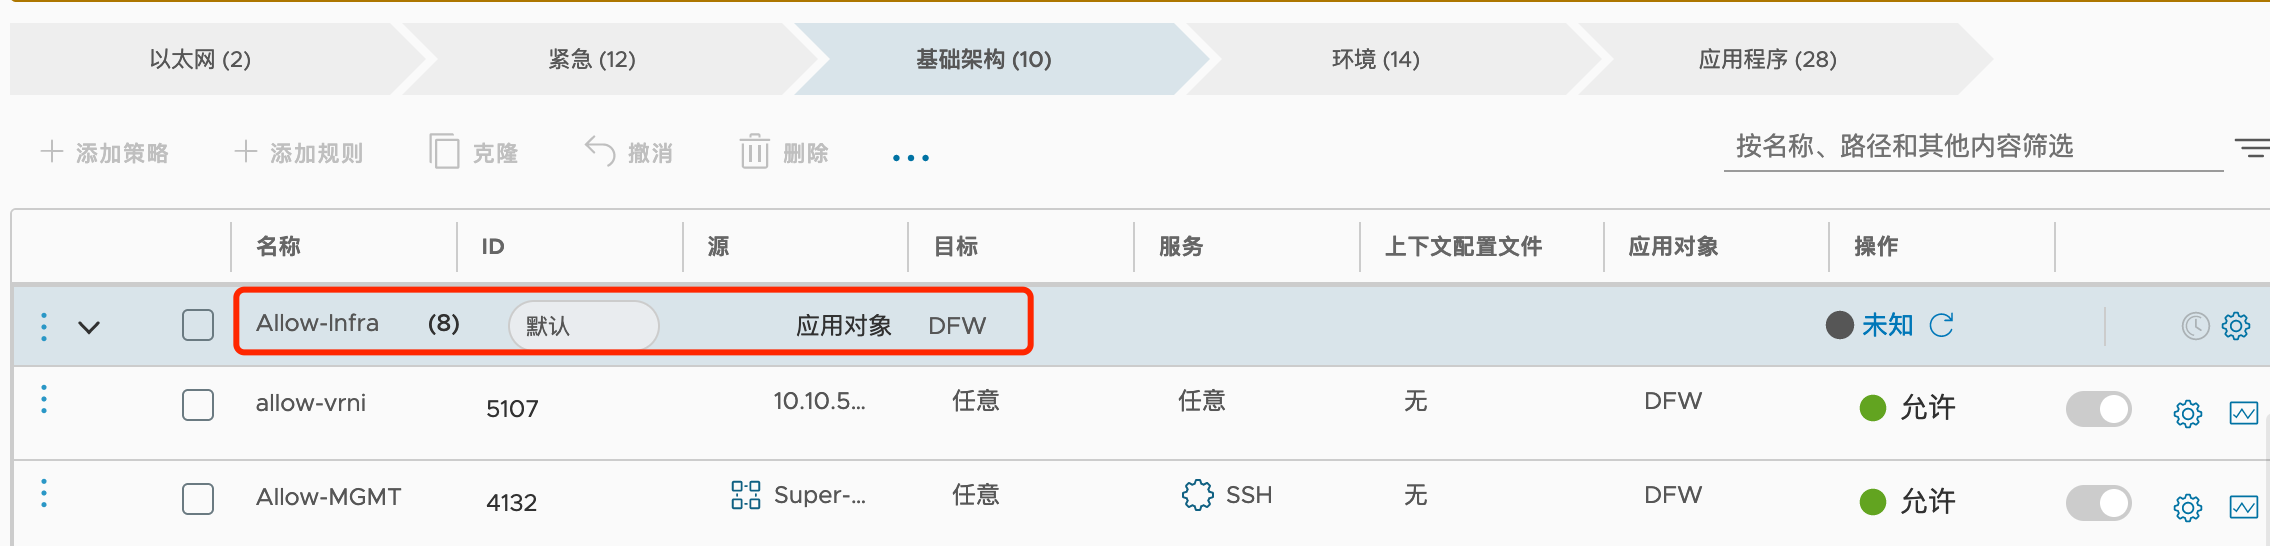 以太网 (2) 紧急 (12) 基础架构 (10) 环境 (14) 应用程序 (28)
添加策略 添加规则 克隆 撤消 删除 ... 按名称、路径和其他内容筛选
名称 ID 源 目标 服务 上下文配置文件 应用对象 操作
Allow-Infra (8) 默认 应用对象 DFW 未知
allow-vrni 5107 10.10.5... 任意 任意 无 DFW 允许
Allow-MGMT 4132 Super-... 任意 SSH 无 DFW 允许